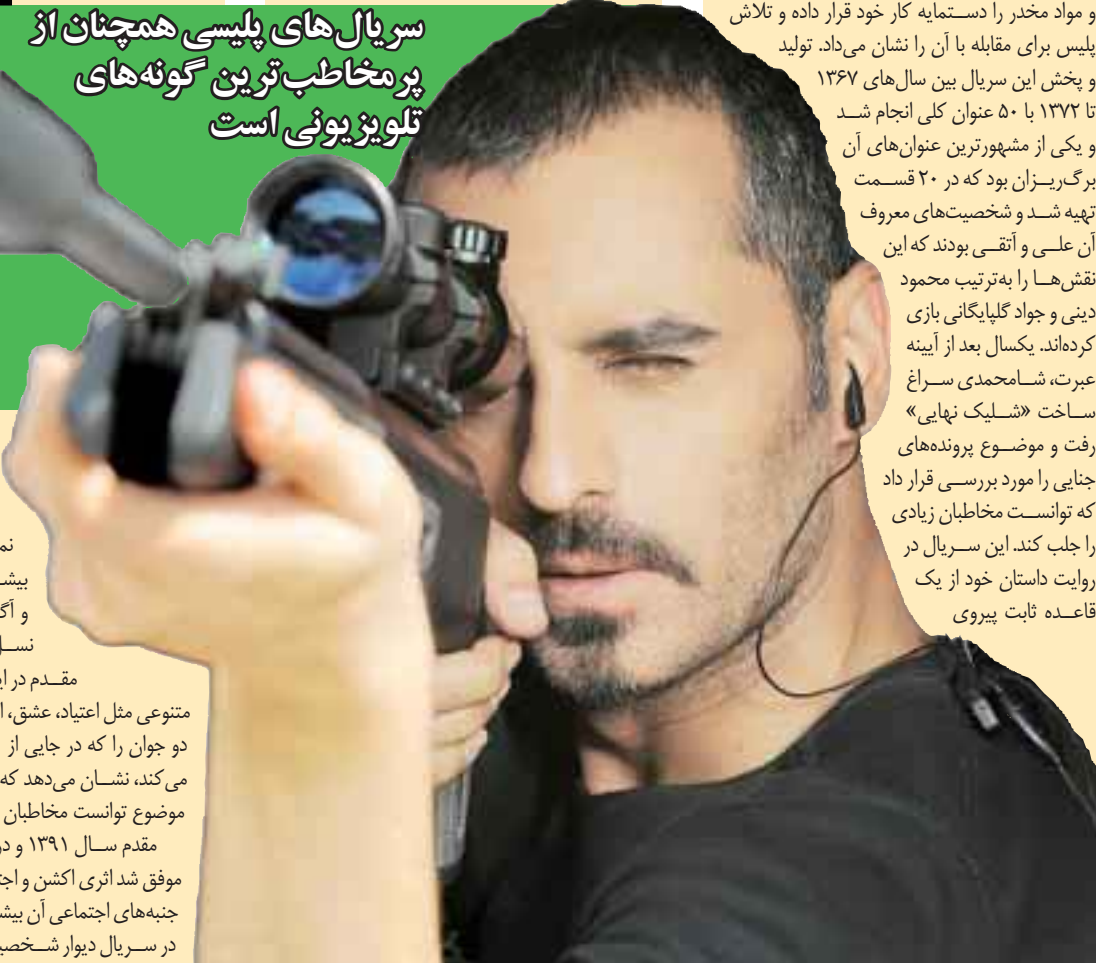 سریال‌های پلیسی همچنان از
پرمخاطب‌ترین گونه‌های
تلویزیونی است
و مواد مخدر را دستمایه کار خود قرار داده و تلاش
پلیس برای مقابله با آن را نشان می‌داد. تولید
و پخش این سریال بین سال‌های ۱۳۶۷
تا ۱۳۷۲ با ۵۰ عنوان کلی انجام شد
و یکی از مشهورترین عنوان‌های آن
برگ‌ریزان بود که در ۲۰ قسمت
تهیه شد و شخصیت‌های معروف
آن علی و آتقی بودند که این
نقش‌ها را به‌ترتیب محمود
دینی و جواد گلپایگانی بازی
کرده‌اند. یکسال بعد از آیینه
عبرت، شامحمدی سراغ
ساخت «شلیک نهایی»
رفت و موضوع پرونده‌های
جنایی را مورد بررسی قرار داد
که توانست مخاطبان زیادی
را جلب کند. این سریال در
روایت داستان خود از یک
قاعده ثابت پیروی
مقدم در
متنوعی مثل اعتیاد، عشق،
دو جوان را که در جایی از
می‌کند، نشان می‌دهد که
موضوع توانست مخاطبان
مقدم سال ۱۳۹۱ و
موفق شد اثری اکشن و
جنبه‌های اجتماعی آن
در سریال دیوار